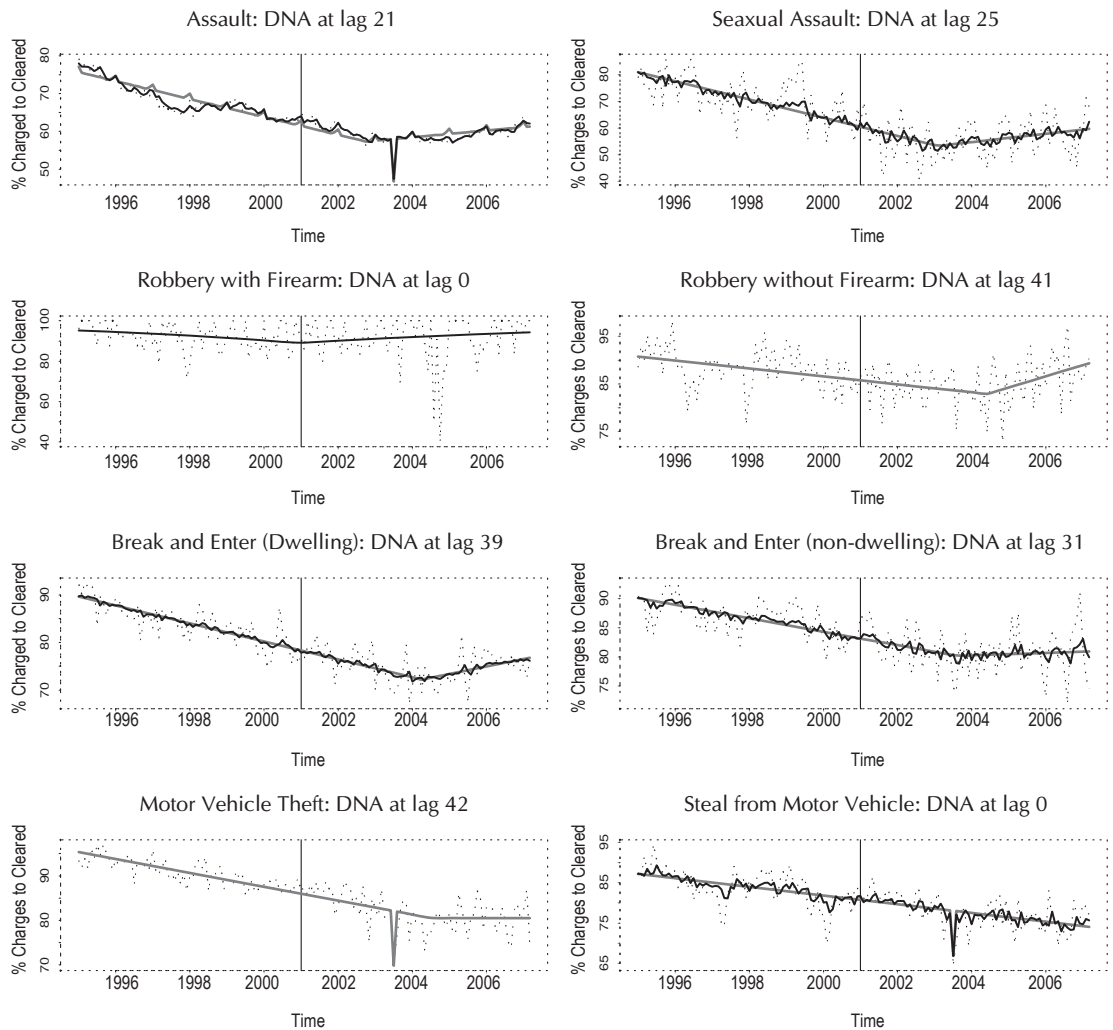 Assault: DNA at lag 21
% Charged to Cleared
80
70
60
50
1996 1998 2000 2002 2004 2006
Time
Seaxual Assault: DNA at lag 25
% Charges to Cleared
80
70
60
50
40
1996 1998 2000 2002 2004 2006
Time
Robbery with Firearm: DNA at lag 0
% Charged to Cleared
100
80
60
40
1996 1998 2000 2002 2004 2006
Time
Robbery without Firearm: DNA at lag 41
% Charges to Cleared
95
85
75
1996 1998 2000 2002 2004 2006
Time
Break and Enter (Dwelling): DNA at lag 39
% Charged to Cleared
90
80
70
1996 1998 2000 2002 2004 2006
Time
Break and Enter (non-dwelling): DNA at lag 31
% Charges to Cleared
90
85
80
75
1996 1998 2000 2002 2004 2006
Time
Motor Vehicle Theft: DNA at lag 42
% Charges to Cleared
90
80
70
1996 1998 2000 2002 2004 2006
Time
Steal from Motor Vehicle: DNA at lag 0
% Charges to Cleared
95
85
75
65
1996 1998 2000 2002 2004 2006
Time